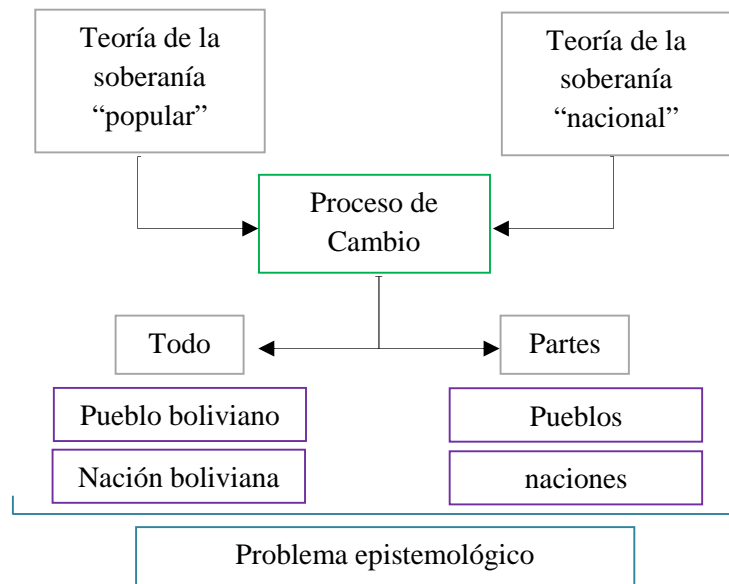 Teoría de la
soberanía
“popular”
Teoría de la
soberanía
“nacional”
Proceso de
Cambio
Todo
Partes
Pueblo boliviano
Pueblos
Nación boliviana
naciones
Problema epistemológico